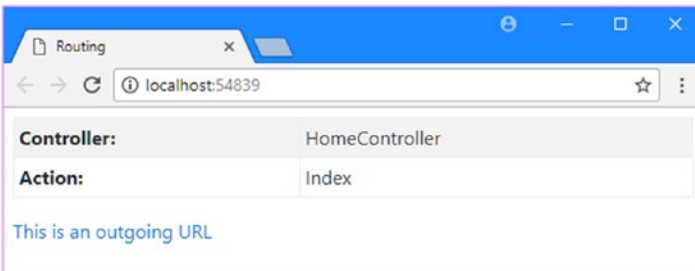 Routing
localhost:54839
Controller: HomeController
Action: Index
This is an outgoing URL